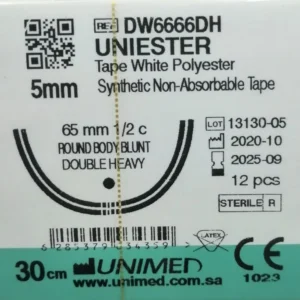 REF DW6666DH
UNIESTER
Tape White Polyester
5mm Synthetic Non-Absorbable Tape
65 mm 1/2 c
ROUND BODY BLUNT
DOUBLE HEAVY
LOT 13130-05
2020-10
2025-09
12 pcs
STERILE R
LATEX
30cm UNIMED
www.unimed.com.sa
1023